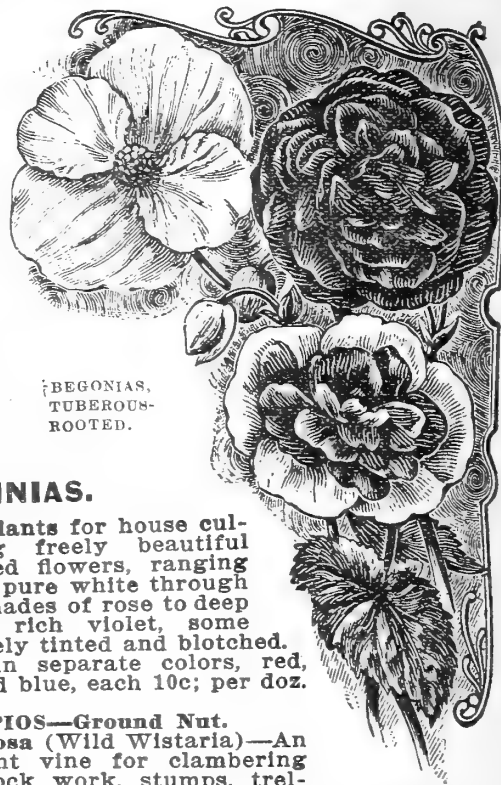 BEGONIAS,
TUBEROUS-
ROOTED.
NIAS.
lants for house cul-
g freely beautiful
ed flowers, ranging
pure white through
ades of rose to deep
rich violet, some
ely tinted and blotched.
in separate colors, red,
d blue, each 10c; per doz.
PIOS—Ground Nut.
osa (Wild Wistaria)—An
nt vine for clambering
ock work, stumps, trel-